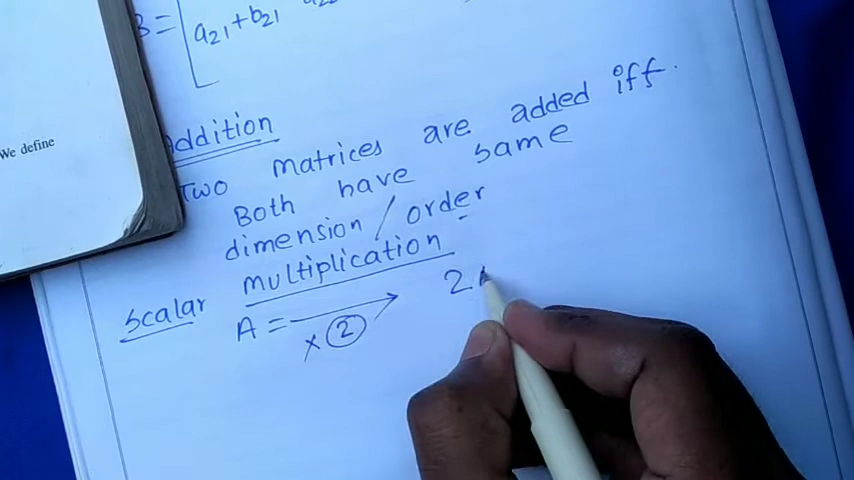 B = [
a21 + b21
We define
Addition
Two matrices are added iff.
Both have same
dimension / order
Scalar multiplication
A = → 2
× 2